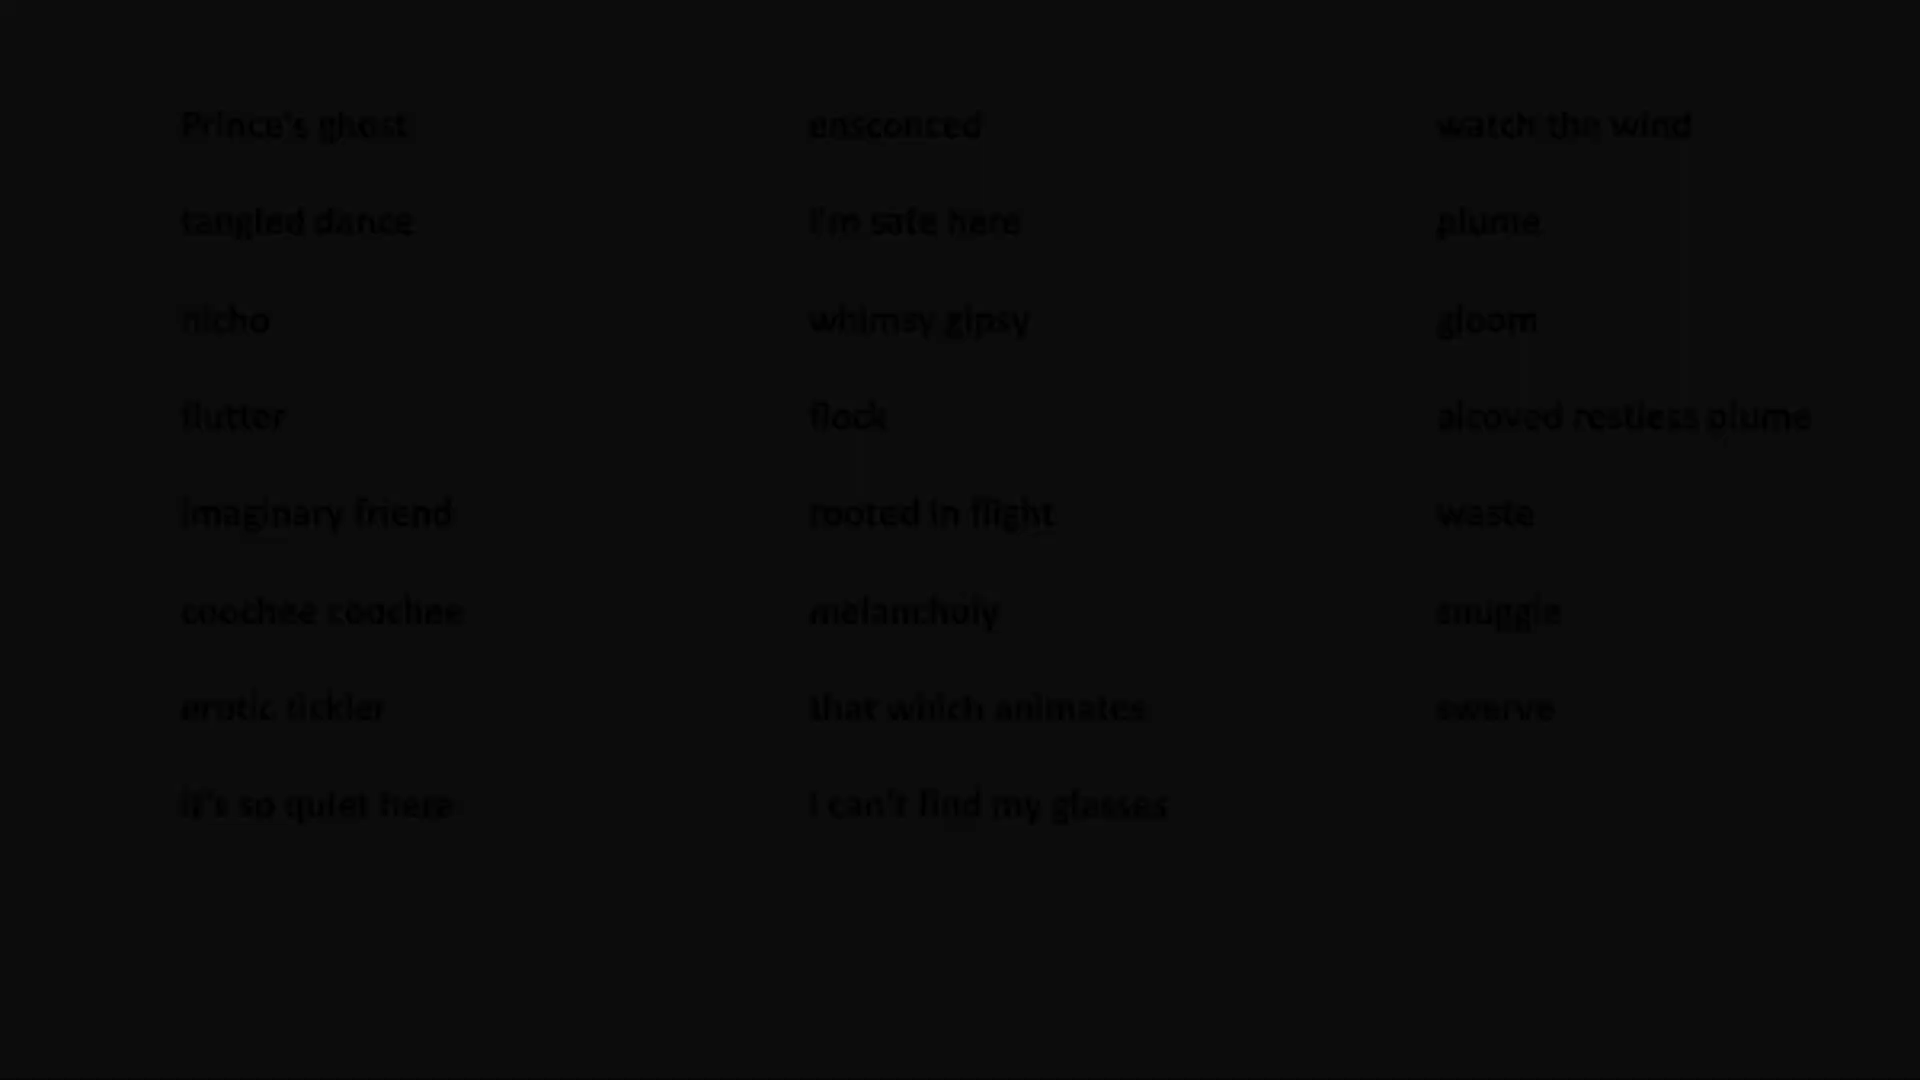 Prince's ghost
tangled dance
nicho
flutter
imaginary friend
coochee coochee
erotic tickler
it's so quiet here
ensconced
I'm safe here
whimsy gipsy
flock
rooted in flight
melancholy
that which animates
I can't find my glasses
watch the wind
plume
gloom
alcoved restless plume
waste
snuggle
swerve